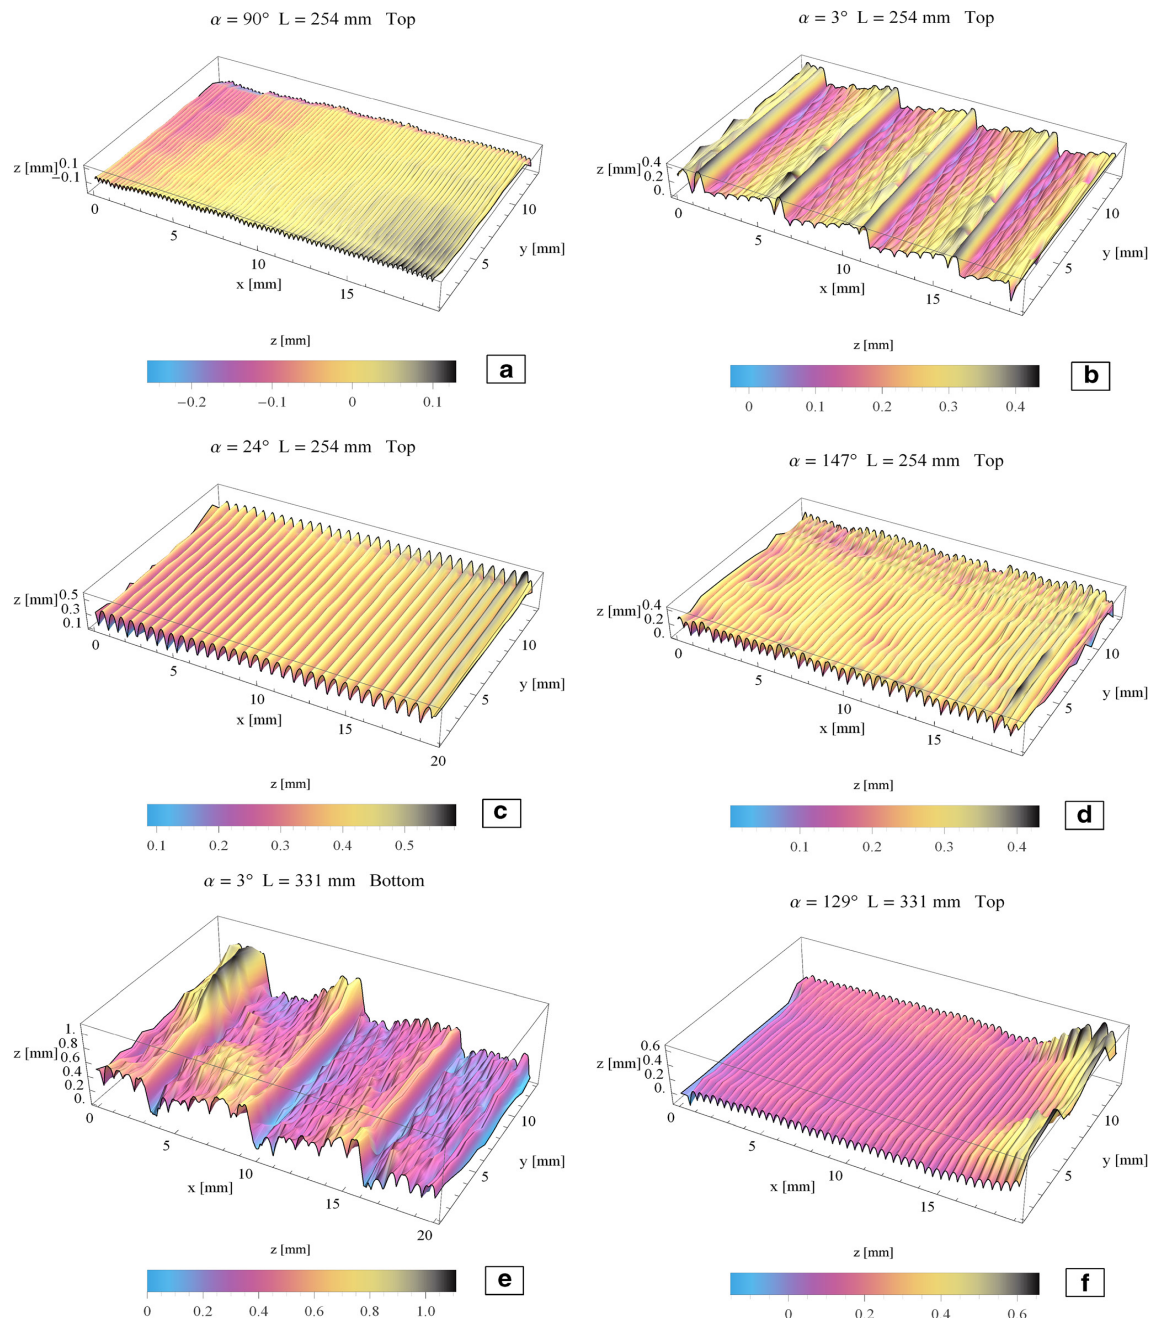 α = 90° L = 254 mm Top
z [mm]
0.1
−0.1
0
5
10
15
x [mm]
5
10
y [mm]
z [mm]
−0.2
−0.1
0
0.1
a
α = 3° L = 254 mm Top
z [mm]
0.4
0.2
0.
0
5
10
15
x [mm]
5
10
y [mm]
z [mm]
0
0.1
0.2
0.3
0.4
b
α = 24° L = 254 mm Top
z [mm]
0.5
0.3
0.1
0
5
10
15
20
x [mm]
5
10
y [mm]
z [mm]
0.1
0.2
0.3
0.4
0.5
c
α = 147° L = 254 mm Top
z [mm]
0.4
0.2
0.
0
5
10
15
x [mm]
5
10
y [mm]
z [mm]
0.1
0.2
0.3
0.4
d
α = 3° L = 331 mm Bottom
z [mm]
1.
0.8
0.6
0.4
0.2
0.
0
5
10
15
20
x [mm]
5
10
y [mm]
z [mm]
0
0.2
0.4
0.6
0.8
1.0
e
α = 129° L = 331 mm Top
z [mm]
0.6
0.4
0.2
0.
0
5
10
15
x [mm]
5
10
y [mm]
z [mm]
0
0.2
0.4
0.6
f